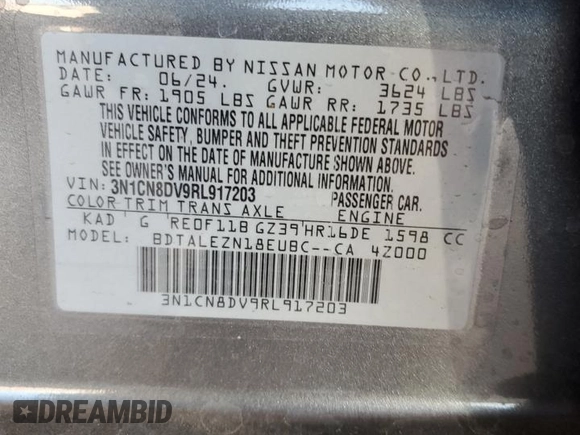 MANUFACTURED BY NISSAN MOTOR CO.,LTD.
DATE: 06/24. GVWR: 3624 LBS
GAWR FR: 1905 LBS GAWR RR: 1735 LBS
THIS VEHICLE CONFORMS TO ALL APPLICABLE FEDERAL MOTOR
VEHICLE SAFETY, BUMPER AND THEFT PREVENTION STANDARDS
IN EFFECT ON THE DATE OF MANUFACTURE SHOWN ABOVE.
SEE OWNER'S MANUAL FOR ADDITIONAL INFORMATION.
VIN: 3N1CN8DV9RL917203 PASSENGER CAR.
COLOR TRIM TRANS AXLE ENGINE
KAD G RE0F11B GZ39 HR16DE 1598 CC
MODEL: BDTALEZN18EUBC--CA 4Z000
3N1CN8DV9RL917203
DREAMBID